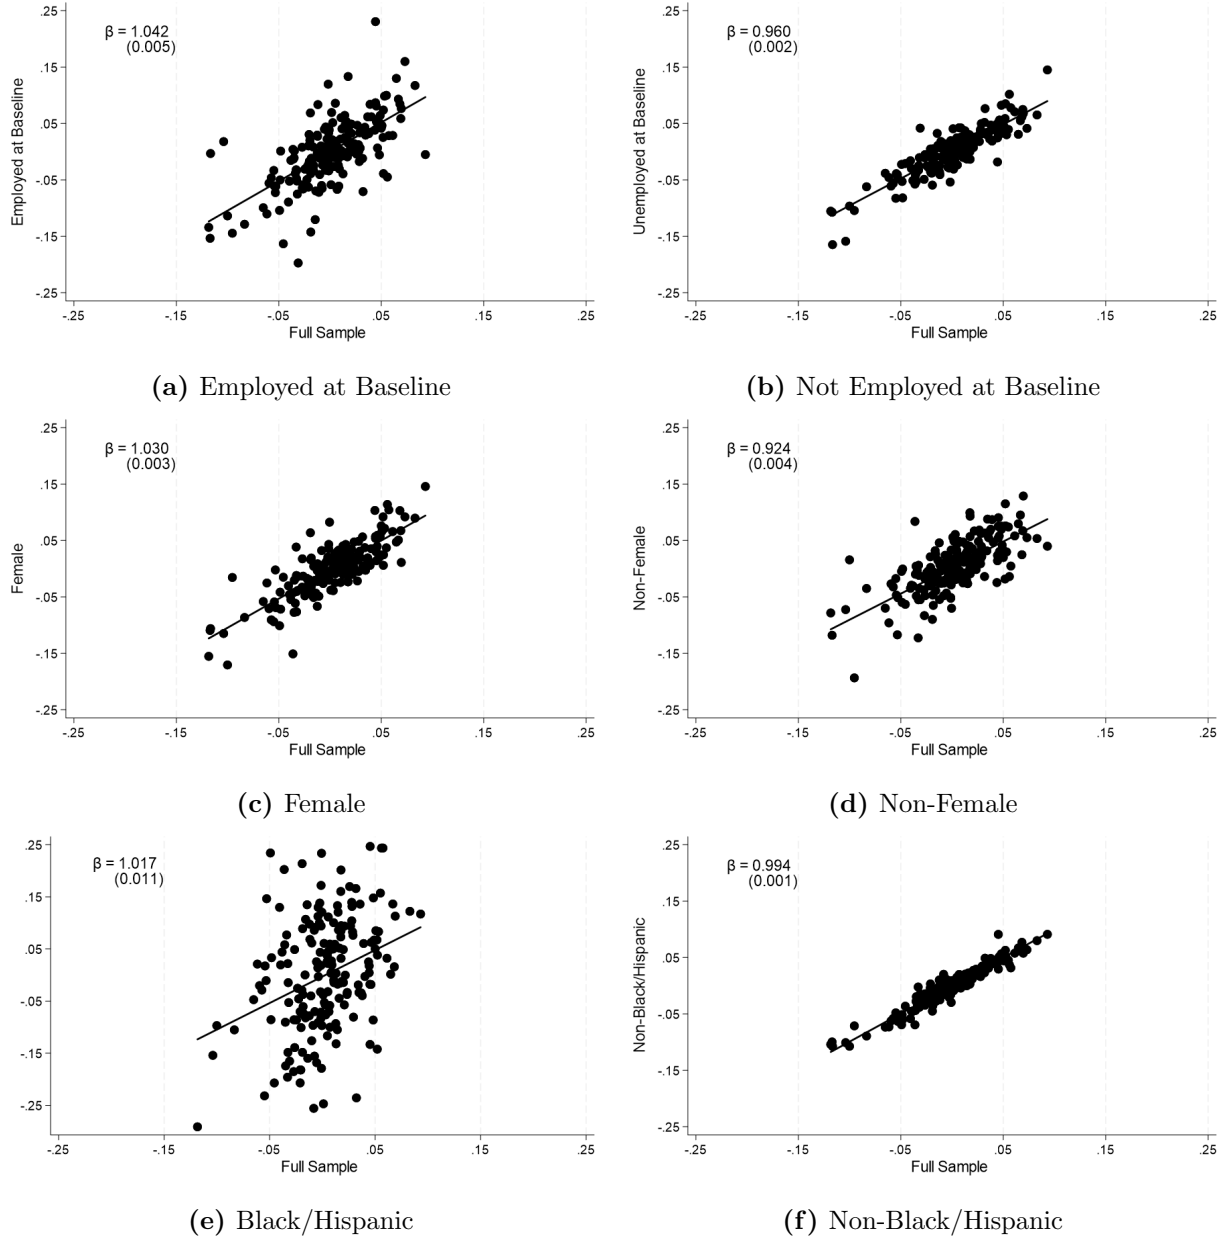 .25
β = 1.042
(0.005)
.15
.05
-.05
-.15
-.25
Employed at Baseline
-.25 -.15 -.05 .05 .15 .25
Full Sample
(a) Employed at Baseline
.25
β = 0.960
(0.002)
.15
.05
-.05
-.15
-.25
Unemployed at Baseline
-.25 -.15 -.05 .05 .15 .25
Full Sample
(b) Not Employed at Baseline
.25
β = 1.030
(0.003)
.15
.05
-.05
-.15
-.25
Female
-.25 -.15 -.05 .05 .15 .25
Full Sample
(c) Female
.25
β = 0.924
(0.004)
.15
.05
-.05
-.15
-.25
Non-Female
-.25 -.15 -.05 .05 .15 .25
Full Sample
(d) Non-Female
.25
β = 1.017
(0.011)
.15
.05
-.05
-.15
-.25
Black/Hispanic
-.25 -.15 -.05 .05 .15 .25
Full Sample
(e) Black/Hispanic
.25
β = 0.994
(0.001)
.15
.05
-.05
-.15
-.25
Non-Black/Hispanic
-.25 -.15 -.05 .05 .15 .25
Full Sample
(f) Non-Black/Hispanic